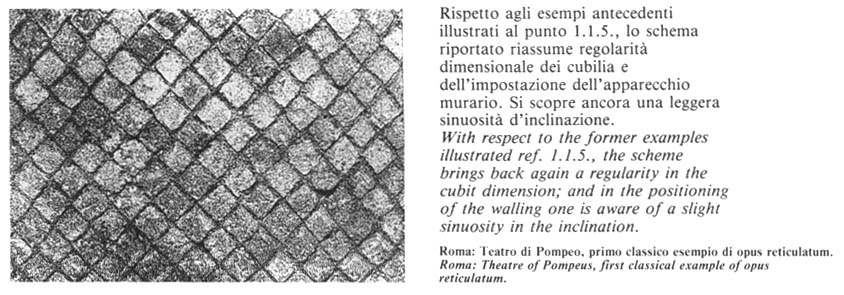 Rispetto agli esempi antecedenti
illustrati al punto 1.1.5., lo schema
riportato riassume regolarità
dimensionale dei cubilia e
dell'impostazione dell'apparecchio
murario. Si scopre ancora una leggera
sinuosità d'inclinazione.
With respect to the former examples
illustrated ref. 1.1.5., the scheme
brings back again a regularity in the
cubit dimension; and in the positioning
of the walling one is aware of a slight
sinuosity in the inclination.
Roma: Teatro di Pompeo, primo classico esempio di opus reticulatum.
Roma: Theatre of Pompeus, first classical example of opus
reticulatum.